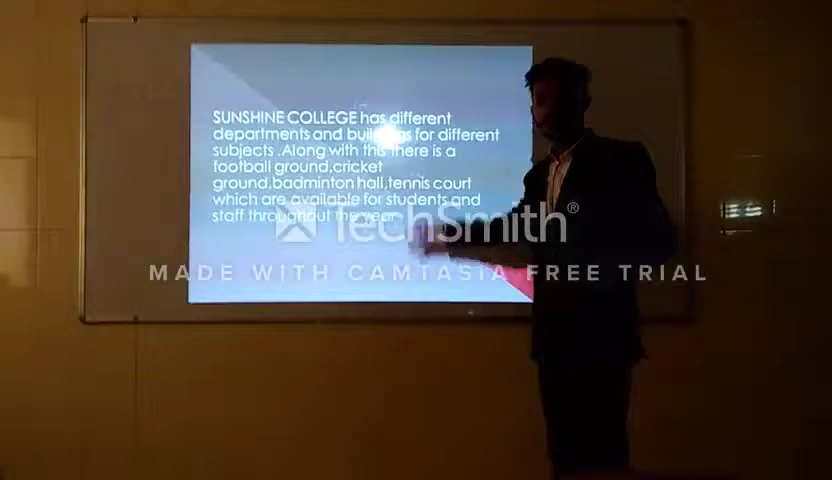 SUNSHINE COLLEGE has different
departments and buildings for different
subjects .Along with this there is a
football ground,cricket
ground,badminton hall,tennis court
which are available for students and
staff throughout the year.
TechSmith®
MADE WITH CAMTASIA FREE TRIAL